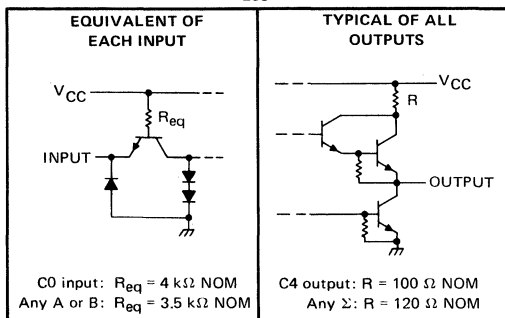 EQUIVALENT OF
EACH INPUT
VCC
Req
INPUT
C0 input: Req = 4 kΩ NOM
Any A or B: Req = 3.5 kΩ NOM
TYPICAL OF ALL
OUTPUTS
VCC
R
OUTPUT
C4 output: R = 100 Ω NOM
Any Σ: R = 120 Ω NOM